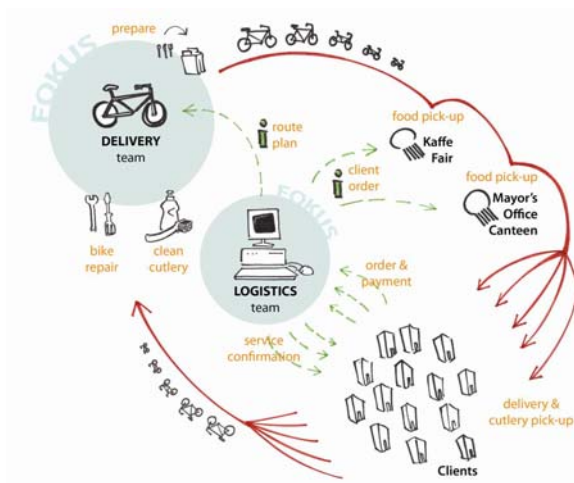 prepare
FOKUS
DELIVERY
team
route
plan
food pick-up
Kaffe
Fair
client
order
food pick-up
Mayor's
Office
Canteen
FOKUS
bike
repair
clean
cutlery
LOGISTICS
team
order &
payment
service
confirmation
delivery &
cutlery pick-up
Clients